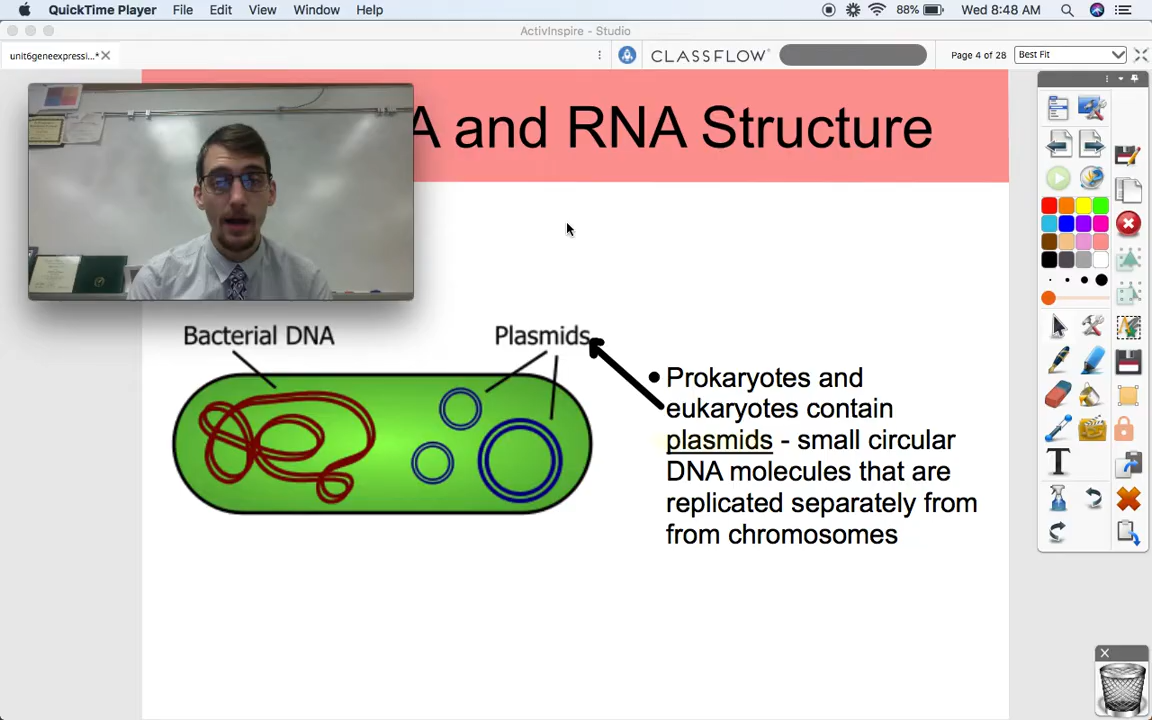 QuickTime Player File Edit View Window Help 88% Wed 8:48 AM
ActivInspire - Studio
unit6geneexpressi...* CLASSFLOW Page 4 of 28 Best Fit
A and RNA Structure
Bacterial DNA
Plasmids
• Prokaryotes and
eukaryotes contain
plasmids - small circular
DNA molecules that are
replicated separately from
from chromosomes
T